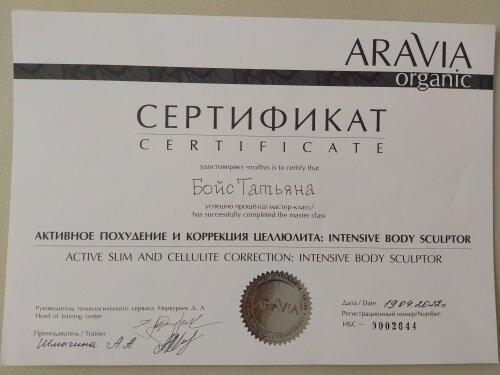 ARAVIA
organic
СЕРТИФИКАТ
CERTIFICATE
удостоверяет что/this is to certify that
Бойс Татьяна
успешно прошёл(а) мастер-класс/
has successfully completed the master class
АКТИВНОЕ ПОХУДЕНИЕ И КОРРЕКЦИЯ ЦЕЛЛЮЛИТА: INTENSIVE BODY SCULPTOR
ACTIVE SLIM AND CELLULITE CORRECTION: INTENSIVE BODY SCULPTOR
Руководитель технологического сервиса Меркурьев Д. А.
Head of training center
Преподаватель / Trainer
А.А.
ARAVIA
Дата / Date: 19.04.2022г.
Регистрационный номер/Number:
ИБС – 0002644